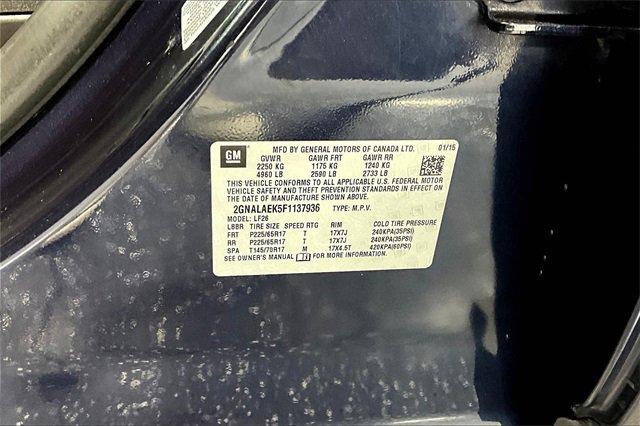 GM
MFD BY GENERAL MOTORS OF CANADA LTD. 01/15
GVWR GAWR FRT GAWR RR
2250 KG 1175 KG 1240 KG
4960 LB 2590 LB 2733 LB
THIS VEHICLE CONFORMS TO ALL APPLICABLE U.S. FEDERAL
VEHICLE SAFETY AND THEFT PREVENTION STANDARDS IN EFFECT ON THE
DATE OF MANUFACTURE SHOWN ABOVE.
2GNALAEK5F1137936 TYPE: M.P.V.
MODEL: LF26
LBBR TIRE SIZE SPEED RTG RIM COLD TIRE PRESSURE
FRT P225/65R17 T 17X7J 240KPA(35PSI)
RR P225/65R17 T 17X7J 240KPA(35PSI)
SPA T145/70R17 M 17X4.5T 420KPA(60PSI)
SEE OWNER'S MANUAL FOR MORE INFORMATION.